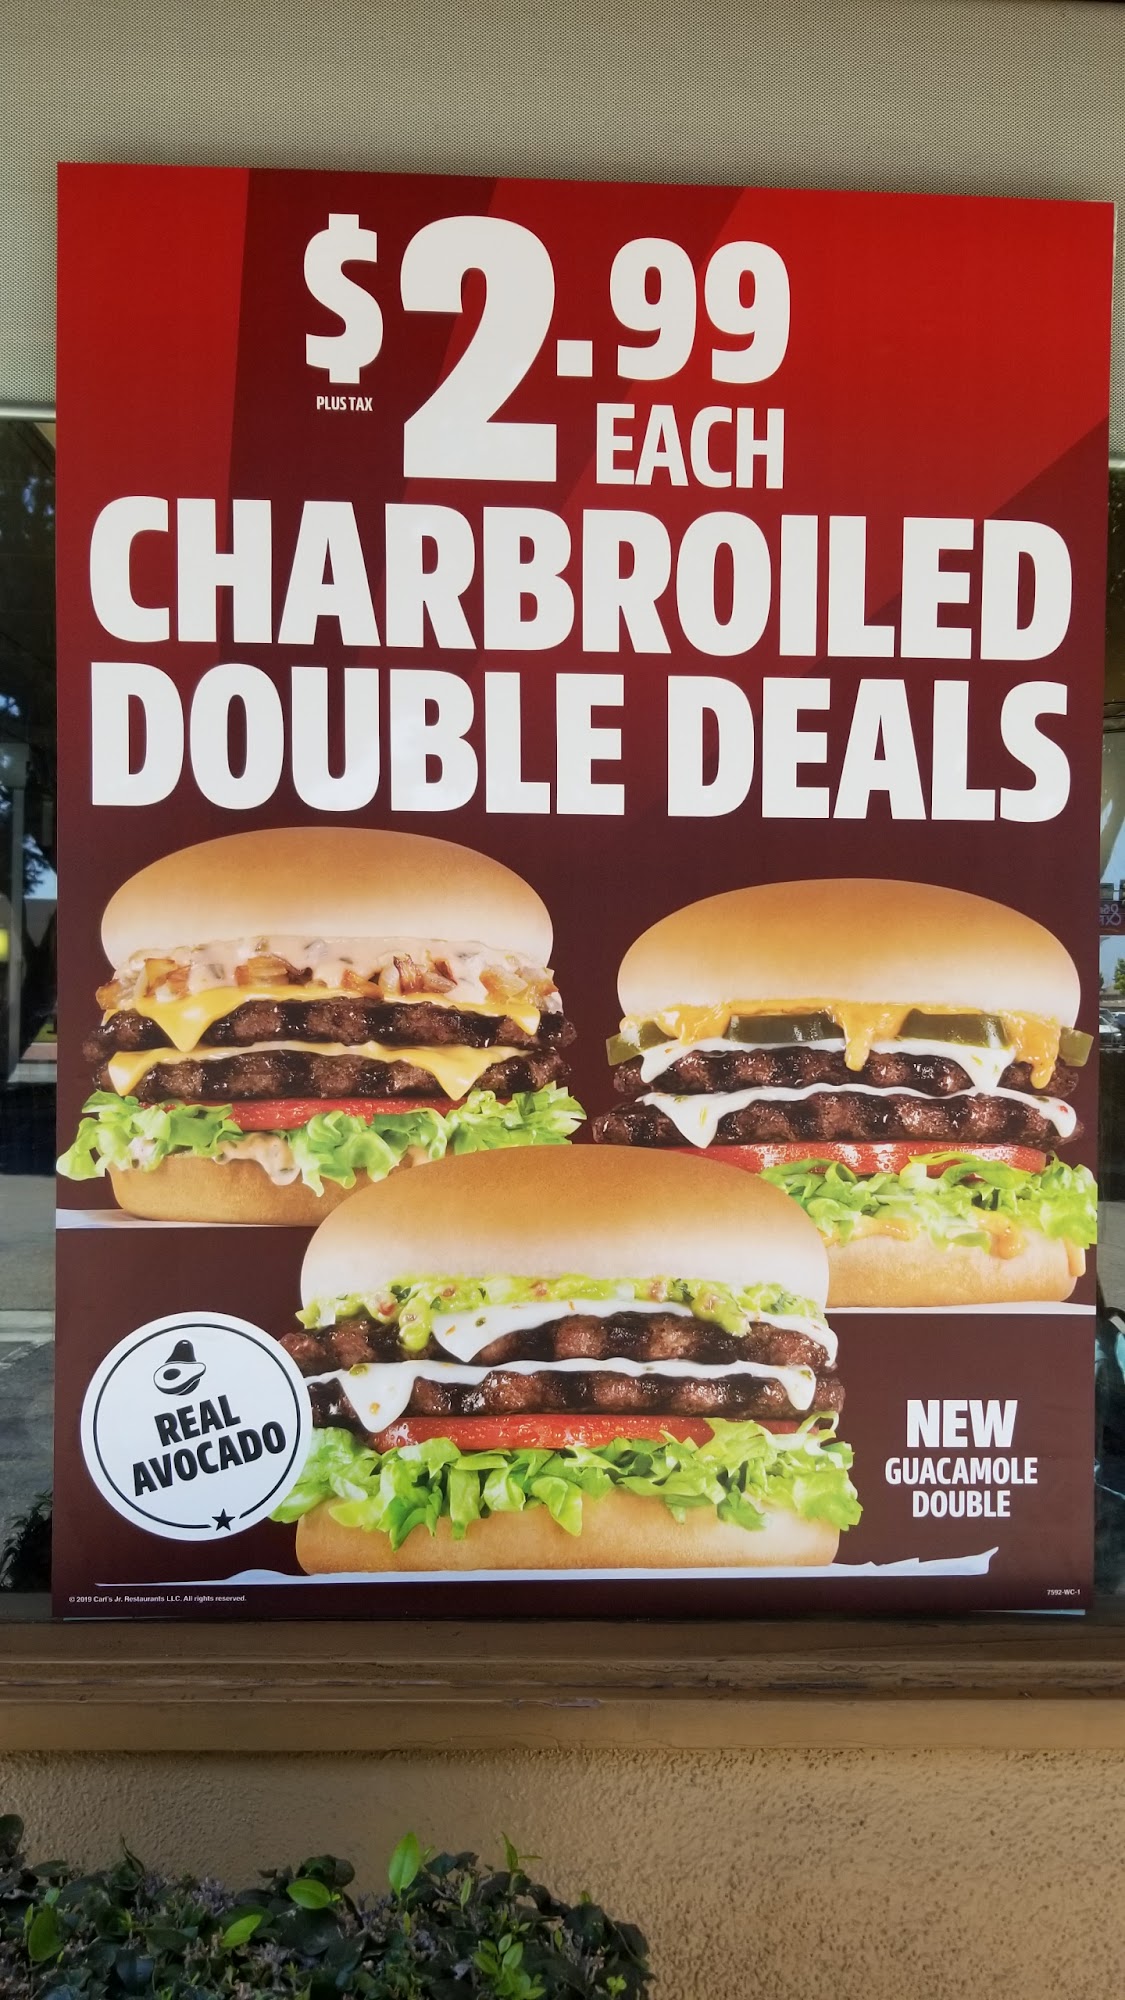 $2.99
PLUS TAX
EACH
CHARBROILED
DOUBLE DEALS
REAL
AVOCADO
NEW
GUACAMOLE
DOUBLE
© 2019 Carl's Jr. Restaurants LLC. All rights reserved.
7592-WC-1